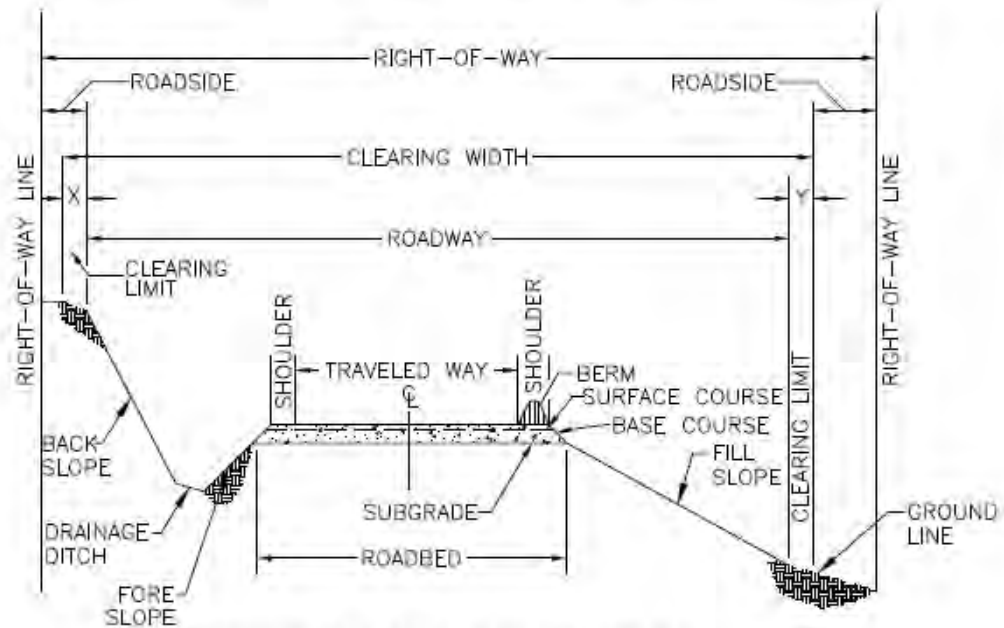 RIGHT-OF-WAY
ROADSIDE
ROADSIDE
CLEARING WIDTH
RIGHT-OF-WAY LINE
X
Y
RIGHT-OF-WAY LINE
ROADWAY
CLEARING
LIMIT
SHOULDER
TRAVELED WAY
℄
SHOULDER
BERM
SURFACE COURSE
BASE COURSE
CLEARING LIMIT
BACK
SLOPE
FILL
SLOPE
DRAINAGE
DITCH
SUBGRADE
GROUND
LINE
ROADBED
FORE
SLOPE